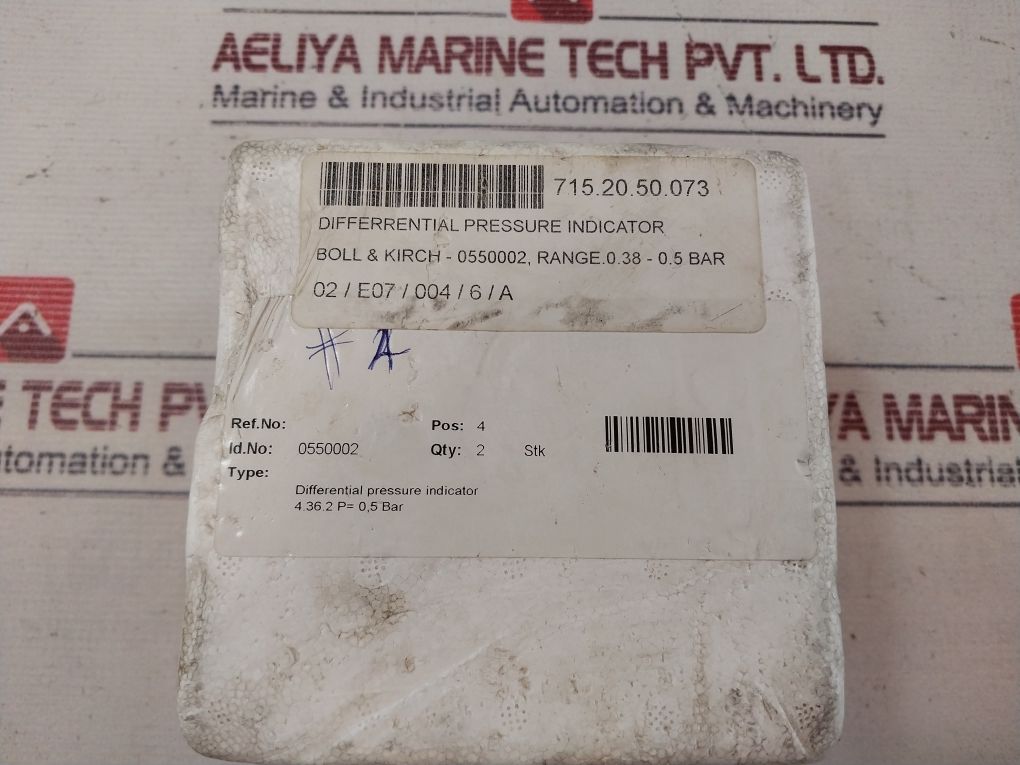 AELIYA MARINE TECH PVT. LTD.
Marine & Industrial Automation & Machinery
715.20.50.073
DIFFERRENTIAL PRESSURE INDICATOR
BOLL & KIRCH - 0550002, RANGE.0.38 - 0.5 BAR
02 / E07 / 004 / 6 / A
# A
Ref.No:
Pos: 4
Id.No: 0550002
Qty: 2 Stk
Type:
Differential pressure indicator
4.36.2 P= 0,5 Bar
TECH PV
tomation &
YA MARIN
& Industrial